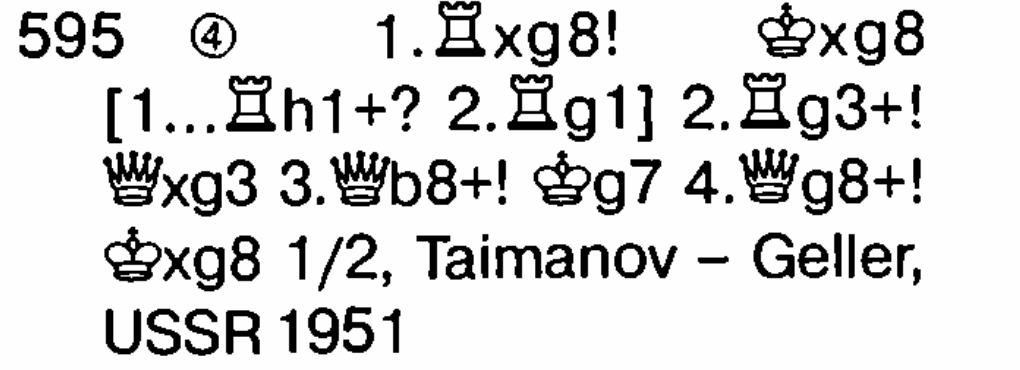 595 ④ 1.♖xg8! ♔xg8
[1...♖h1+? 2.♖g1] 2.♖g3+!
♕xg3 3.♕b8+! ♔g7 4.♕g8+!
♔xg8 1/2, Taimanov – Geller,
USSR 1951